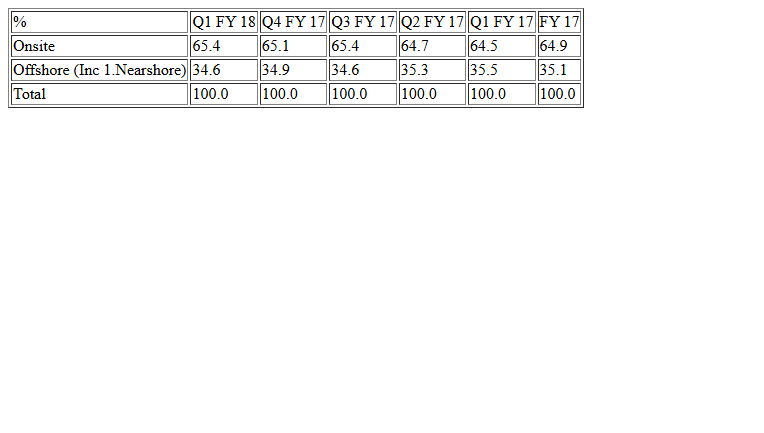 % Q1 FY 18 Q4 FY 17 Q3 FY 17 Q2 FY 17 Q1 FY 17 FY 17
Onsite 65.4 65.1 65.4 64.7 64.5 64.9
Offshore (Inc 1.Nearshore) 34.6 34.9 34.6 35.3 35.5 35.1
Total 100.0 100.0 100.0 100.0 100.0 100.0